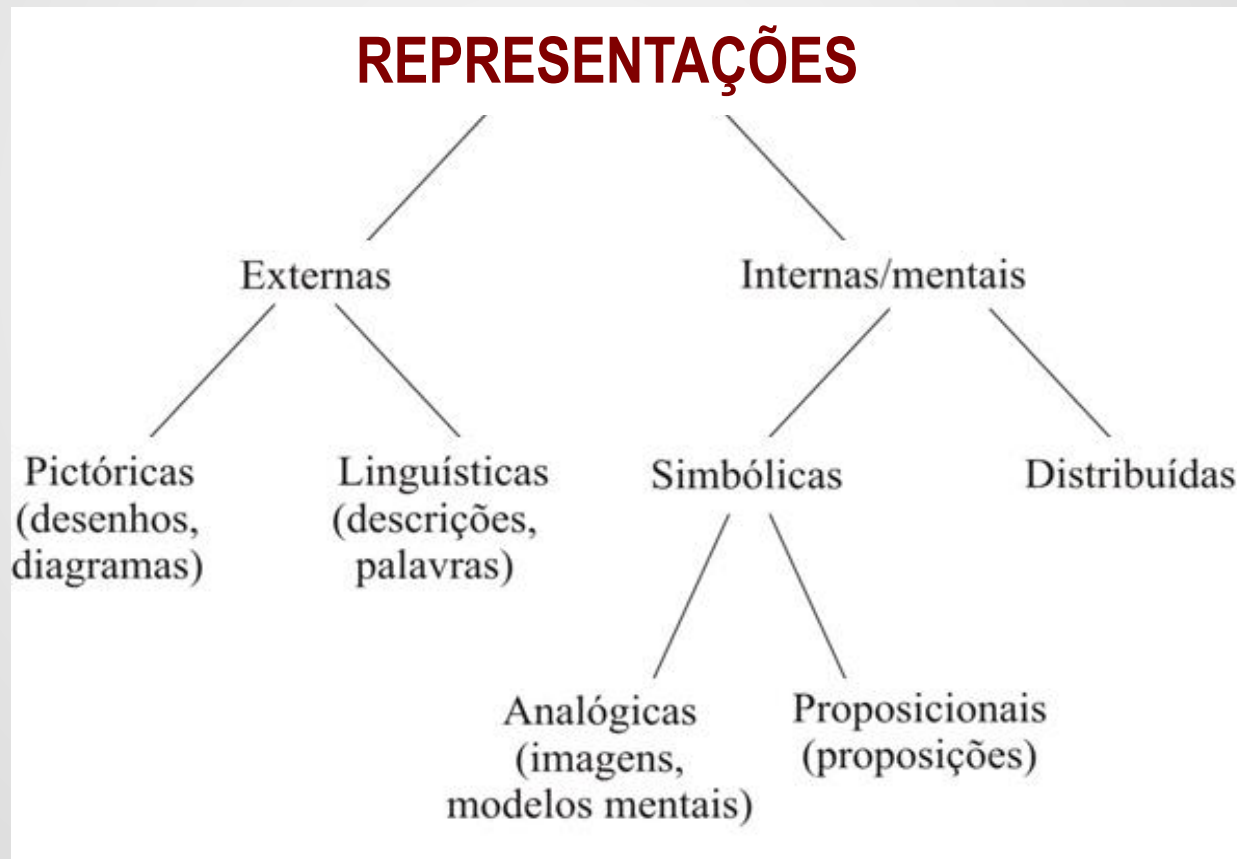 REPRESENTAÇÕES
Externas
Internas/mentais
Pictóricas
(desenhos,
diagramas)
Linguísticas
(descrições,
palavras)
Simbólicas
Distribuídas
Analógicas
(imagens,
modelos mentais)
Proposicionais
(proposições)